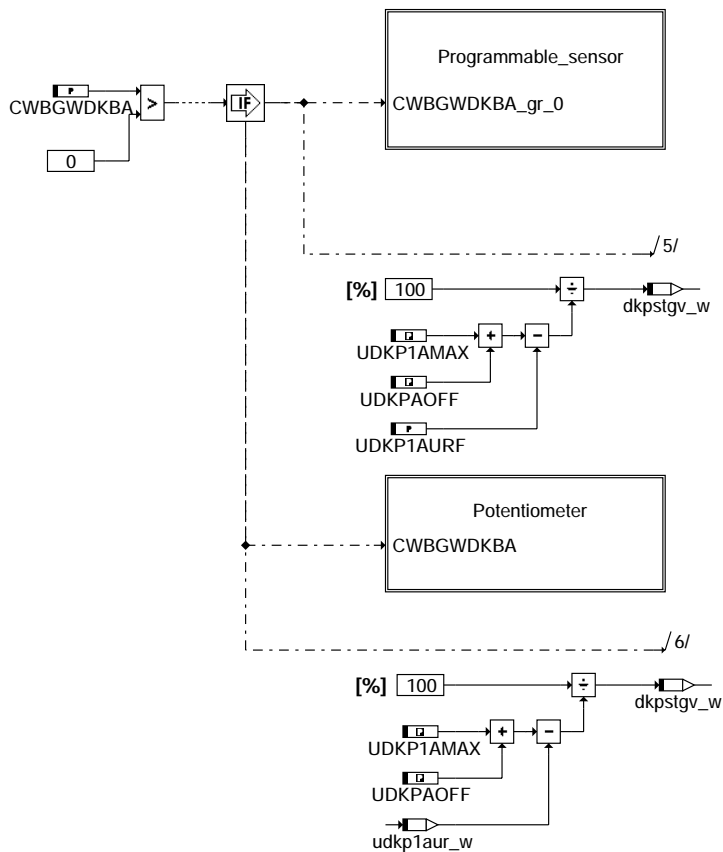 Programmable_sensor
P
CWBGWDKBA
>
IF
CWBGWDKBA_gr_0
0
/5/
[%] 100
÷
dkpstgv_w
UDKP1AMAX
+
-
UDKPAOFF
P
UDKP1AURF
Potentiometer
CWBGWDKBA
/6/
[%] 100
÷
dkpstgv_w
UDKP1AMAX
+
-
UDKPAOFF
udkp1aur_w